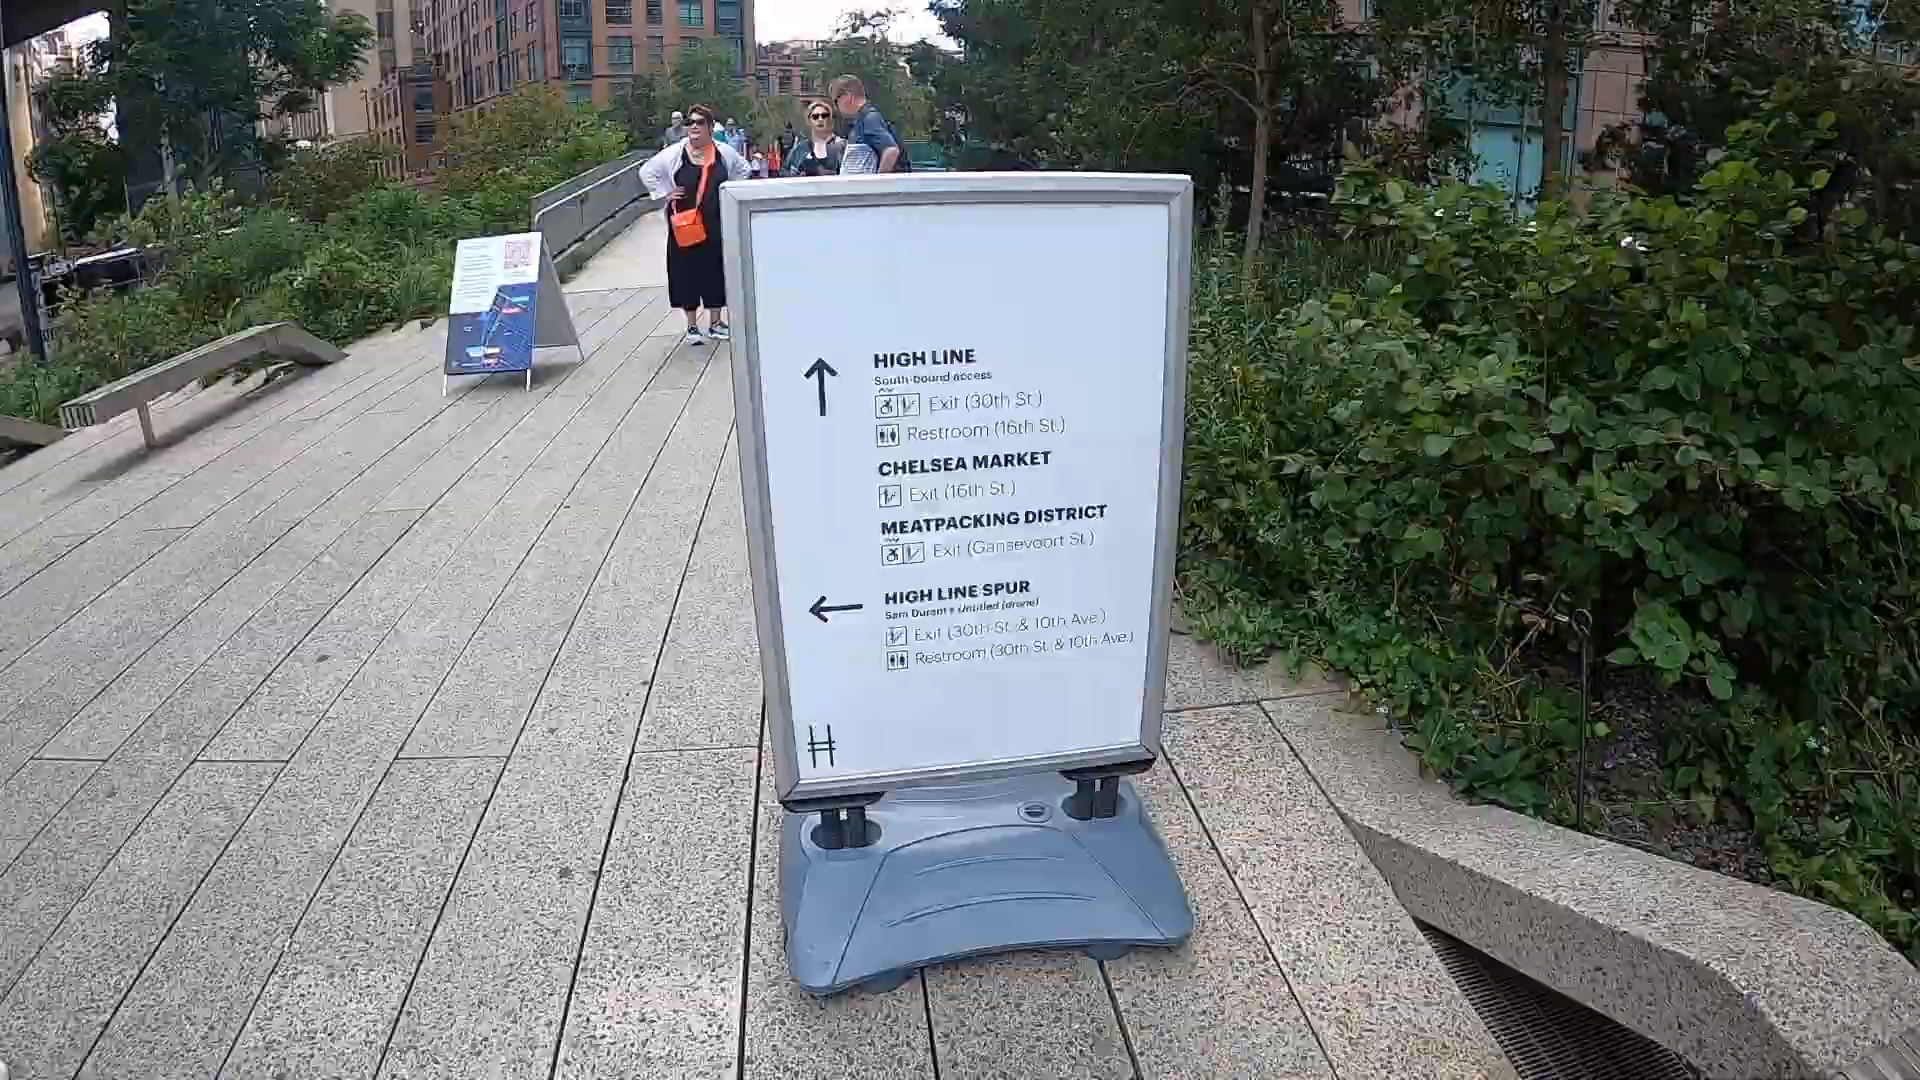 HIGH LINE
South-bound access
Exit (30th St.)
Restroom (16th St.)
CHELSEA MARKET
Exit (16th St.)
MEATPACKING DISTRICT
Exit (Gansevoort St.)
HIGH LINE SPUR
Sam Durant's Untitled (drone)
Exit (30th St. & 10th Ave.)
Restroom (30th St. & 10th Ave.)